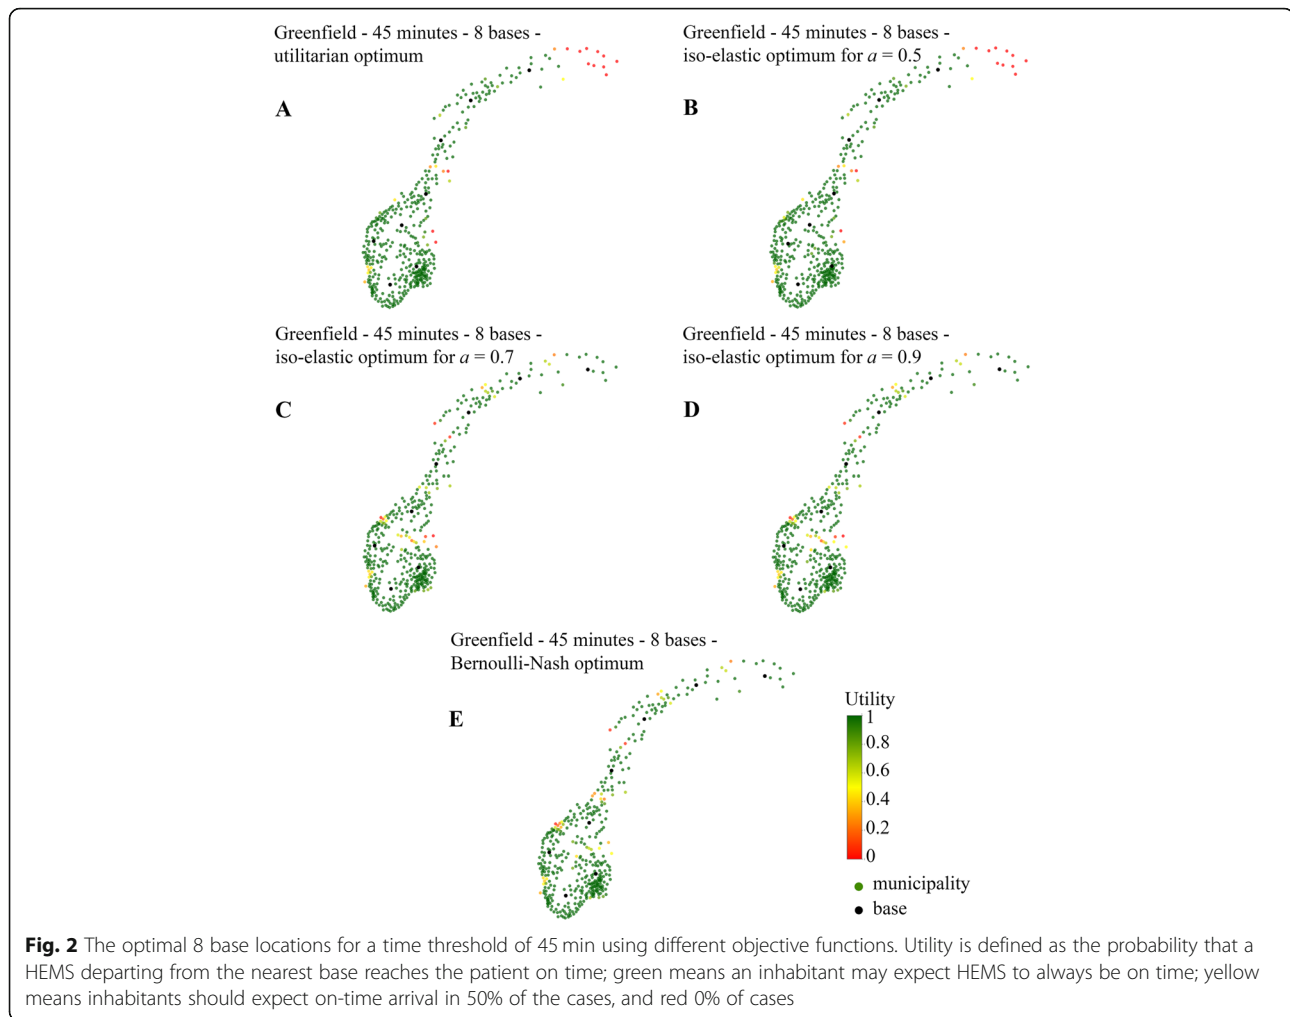 Greenfield - 45 minutes - 8 bases -
utilitarian optimum
A
Greenfield - 45 minutes - 8 bases -
iso-elastic optimum for a = 0.5
B
Greenfield - 45 minutes - 8 bases -
iso-elastic optimum for a = 0.7
C
Greenfield - 45 minutes - 8 bases -
iso-elastic optimum for a = 0.9
D
Greenfield - 45 minutes - 8 bases -
Bernoulli-Nash optimum
E
Utility
1
0.8
0.6
0.4
0.2
0
municipality
base
Fig. 2 The optimal 8 base locations for a time threshold of 45 min using different objective functions. Utility is defined as the probability that a
HEMS departing from the nearest base reaches the patient on time; green means an inhabitant may expect HEMS to always be on time; yellow
means inhabitants should expect on-time arrival in 50% of the cases, and red 0% of cases